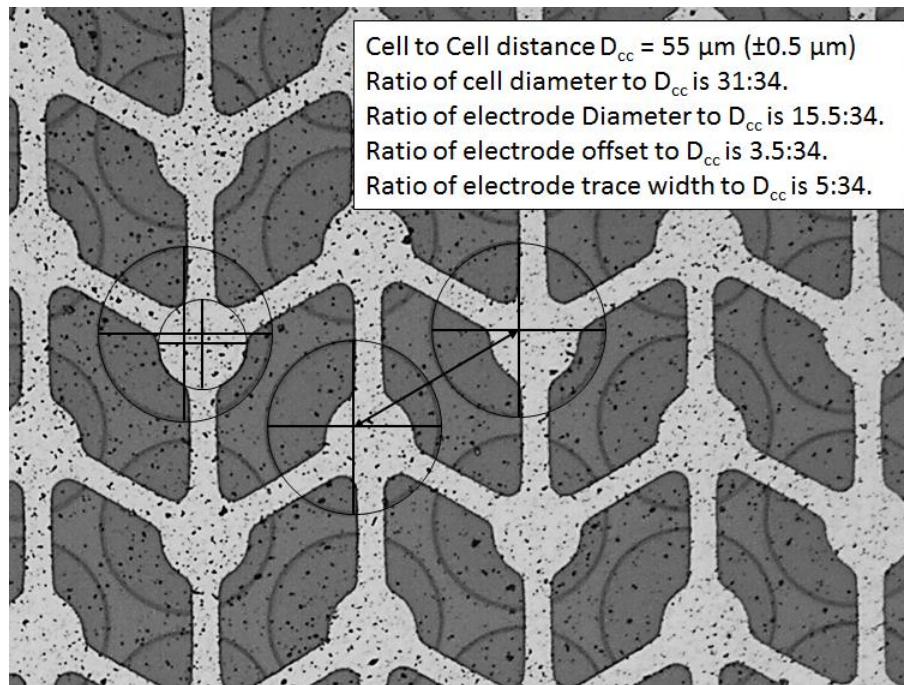 Cell to Cell distance Dcc = 55 µm (±0.5 µm)
Ratio of cell diameter to Dcc is 31:34.
Ratio of electrode Diameter to Dcc is 15.5:34.
Ratio of electrode offset to Dcc is 3.5:34.
Ratio of electrode trace width to Dcc is 5:34.